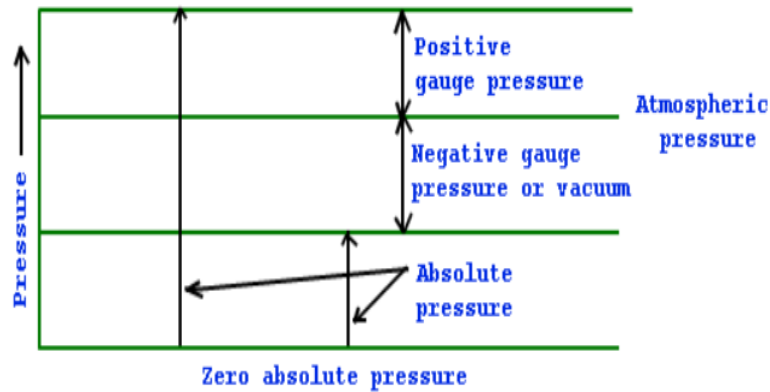 Positive
gauge pressure
Atmospheric
pressure
Negative gauge
pressure or vacuum
Pressure
Absolute
pressure
Zero absolute pressure